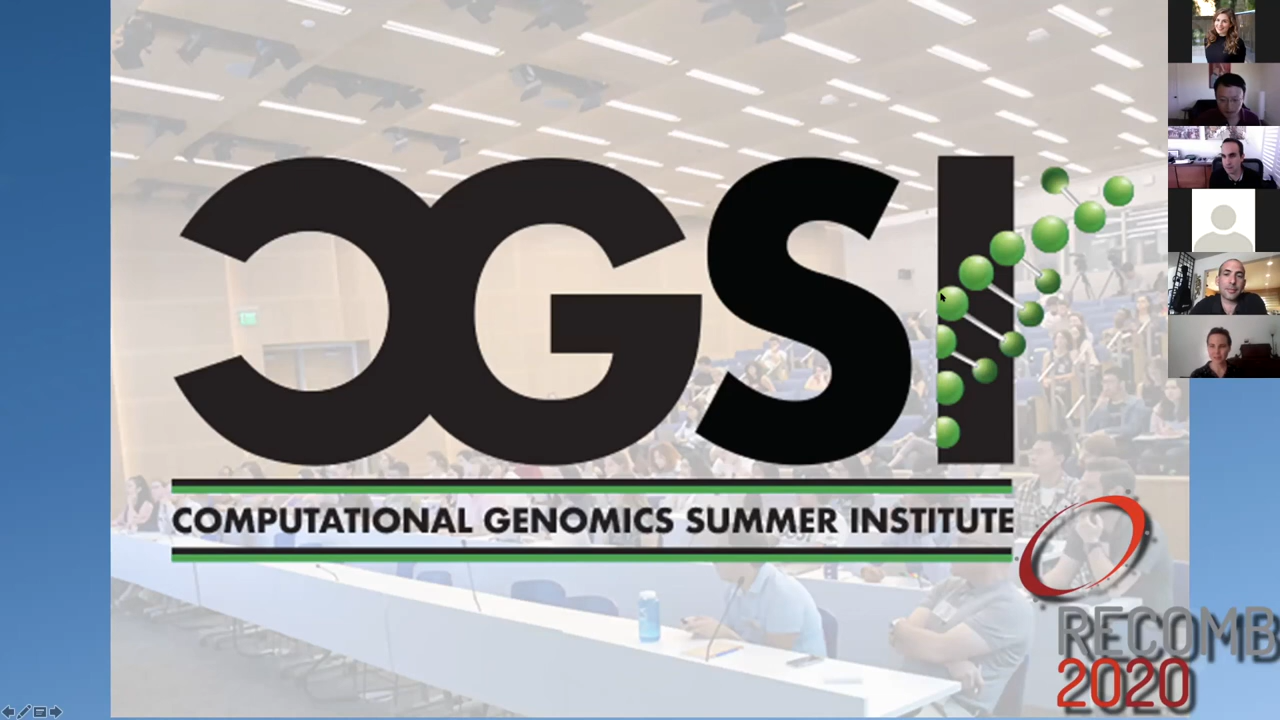 CGSI
COMPUTATIONAL GENOMICS SUMMER INSTITUTE
RECOMB
2020